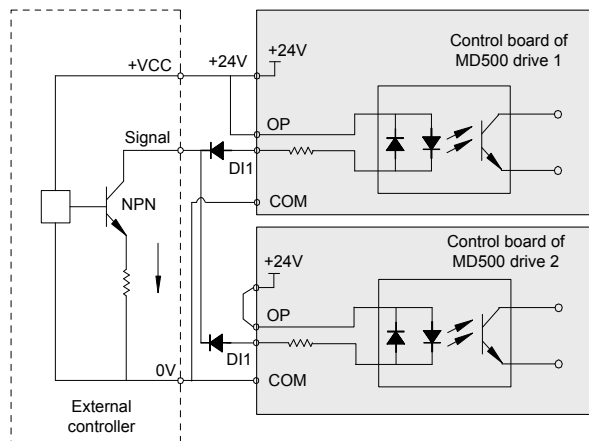 +VCC
+24V
+24V
Control board of
MD500 drive 1
OP
Signal
DI1
NPN
COM
Control board of
MD500 drive 2
+24V
OP
DI1
0V
COM
External
controller